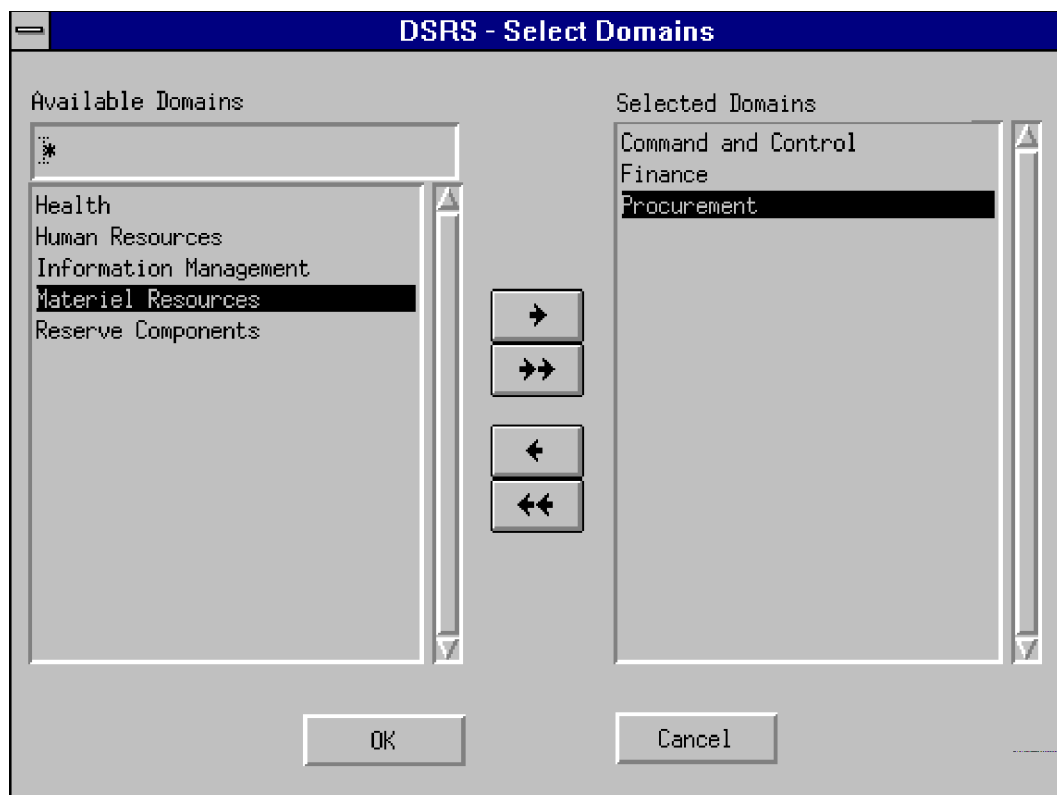 DSRS - Select Domains
Available Domains
*
Health
Human Resources
Information Management
Materiel Resources
Reserve Components
Selected Domains
Command and Control
Finance
Procurement
OK
Cancel